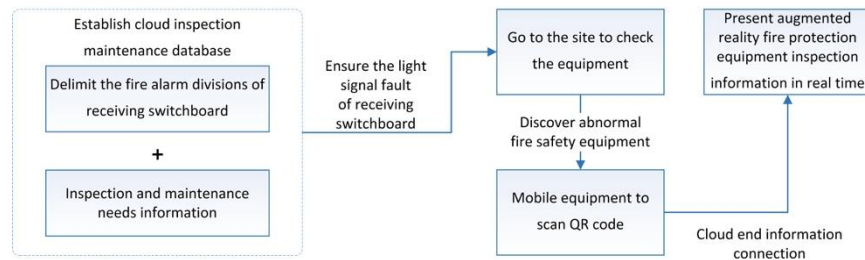 Establish cloud inspection
maintenance database
Delimit the fire alarm divisions of
receiving switchboard
+
Inspection and maintenance
needs information
Ensure the light
signal fault
of receiving
switchboard
Go to the site to check
the equipment
Discover abnormal
fire safety equipment
Mobile equipment to
scan QR code
Cloud end information
connection
Present augmented
reality fire protection
equipment inspection
information in real time